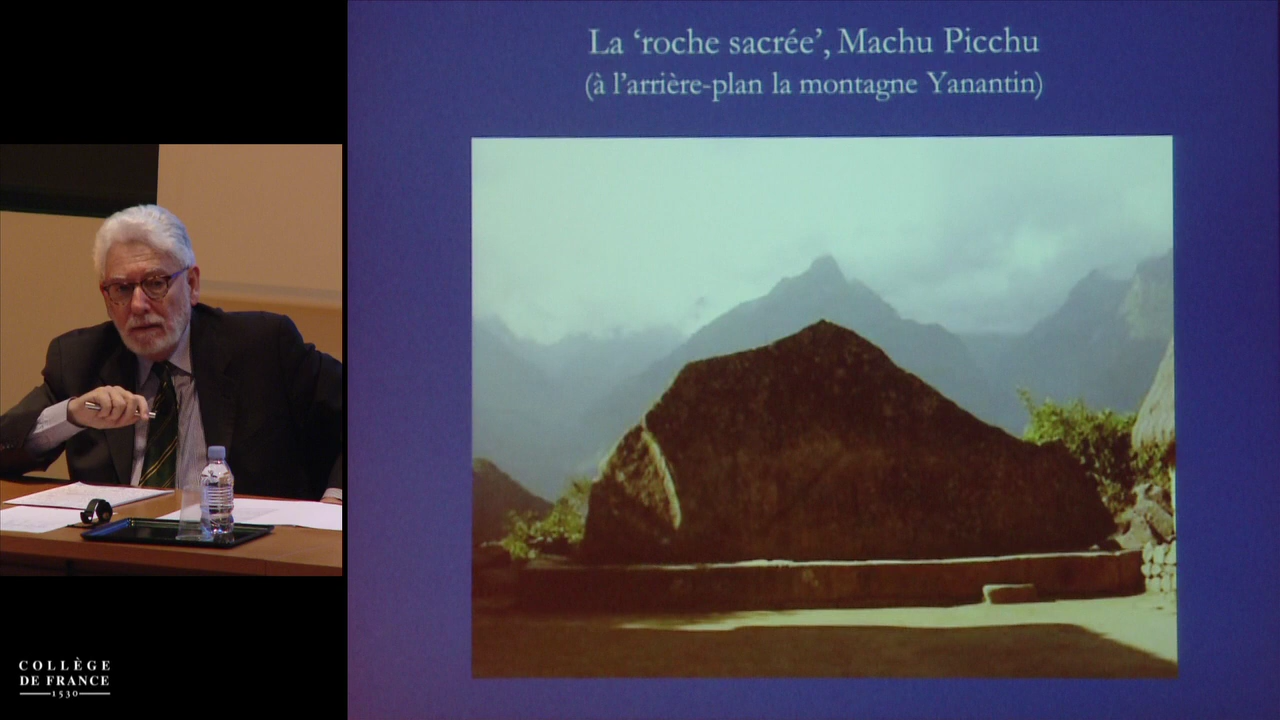 La ‘roche sacrée’, Machu Picchu
(à l’arrière-plan la montagne Yanantin)
COLLÈGE
DE FRANCE
1530